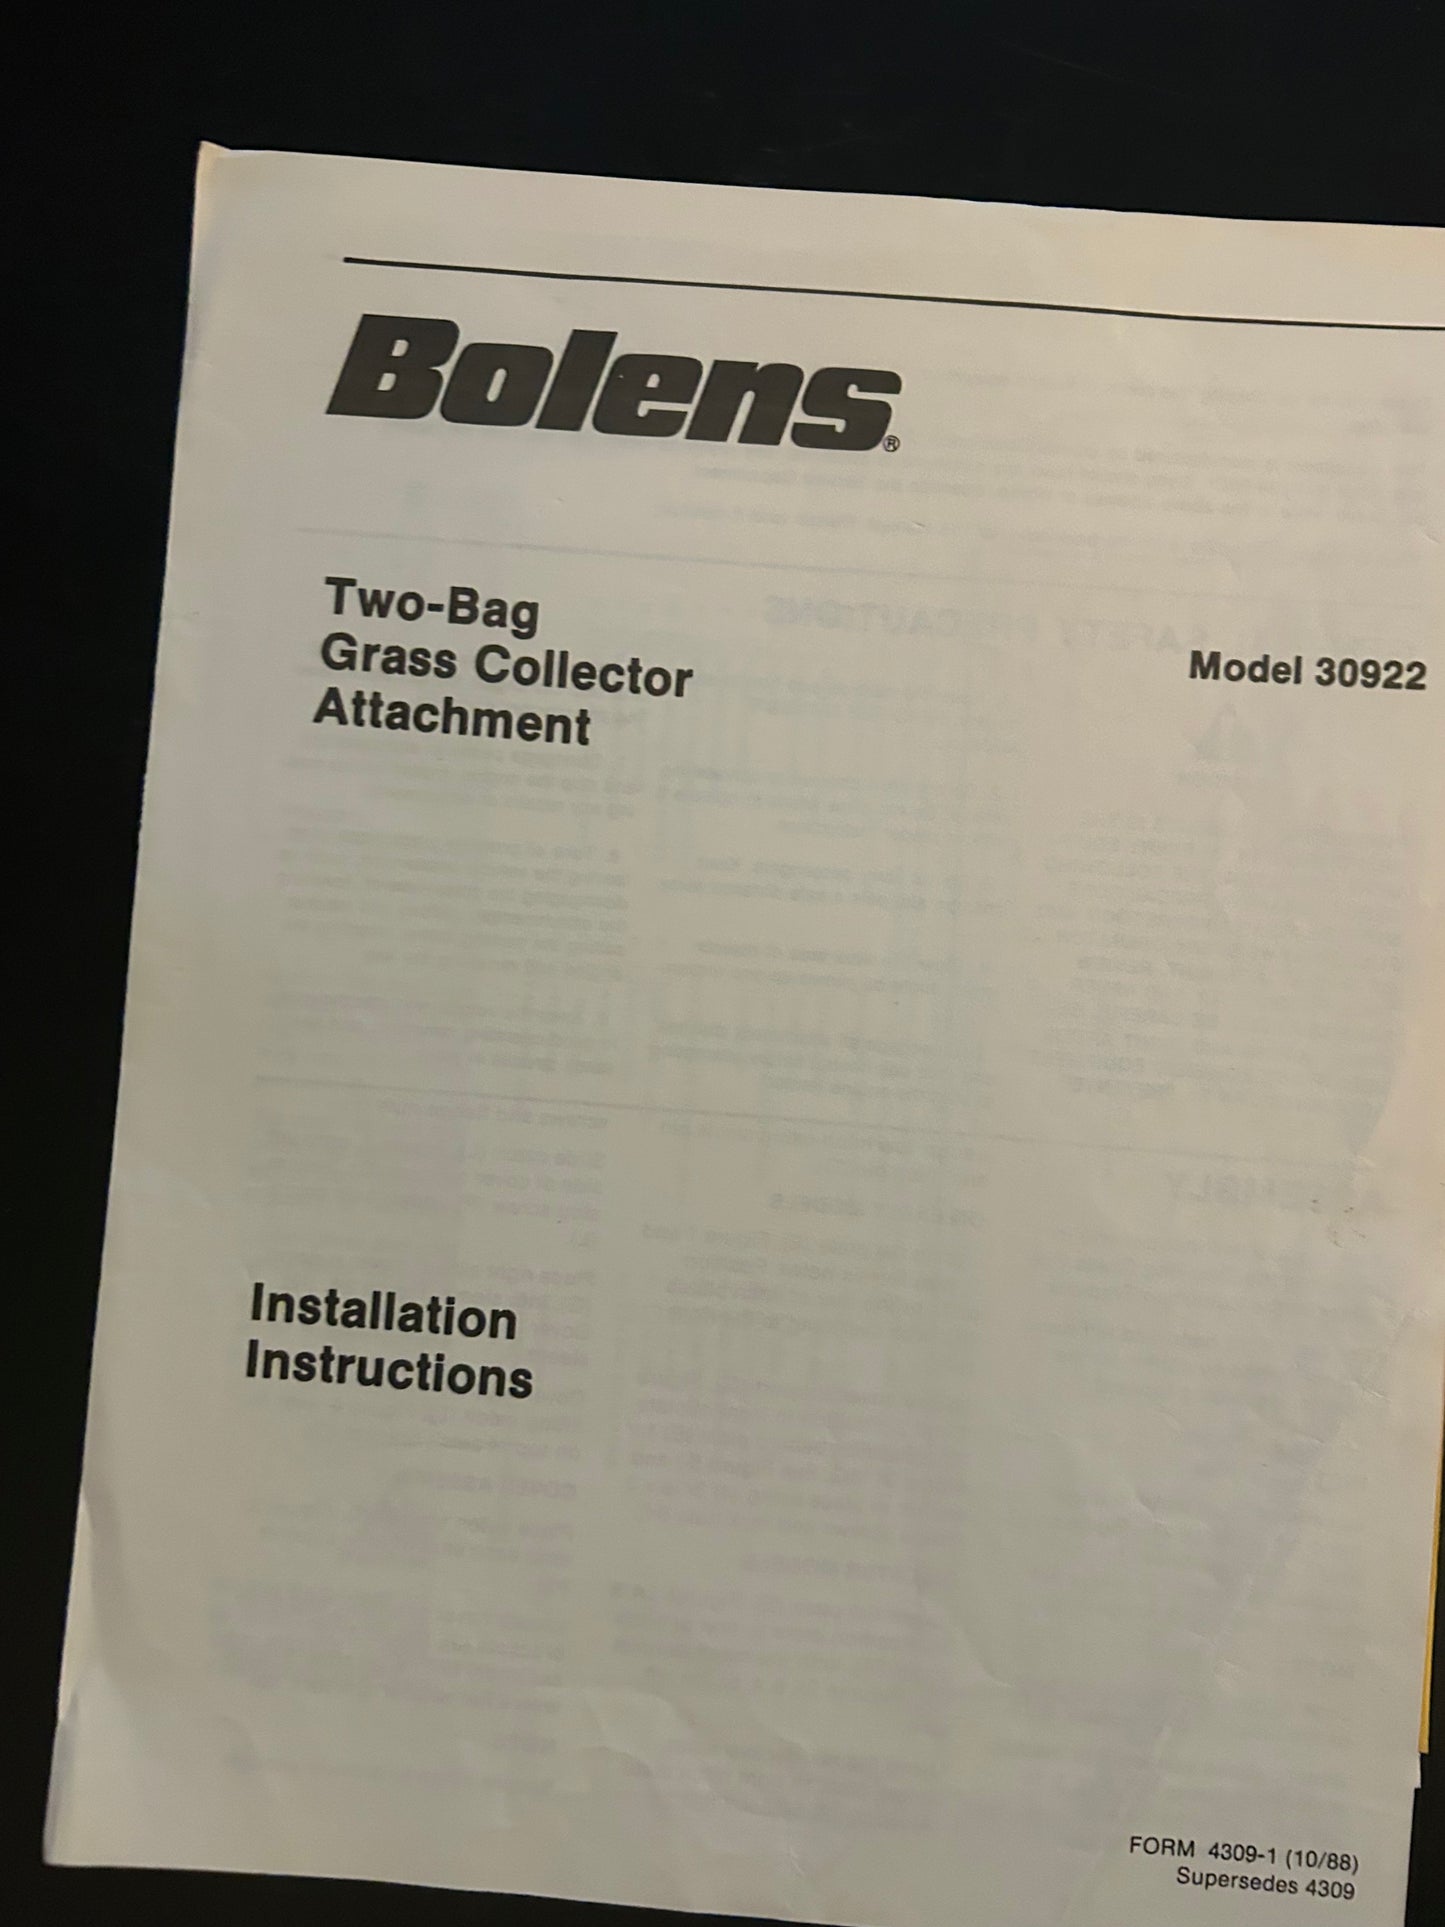 Bolens®
Two-Bag
Grass Collector
Attachment
Model 30922
Installation
Instructions
FORM 4309-1 (10/88)
Supersedes 4309